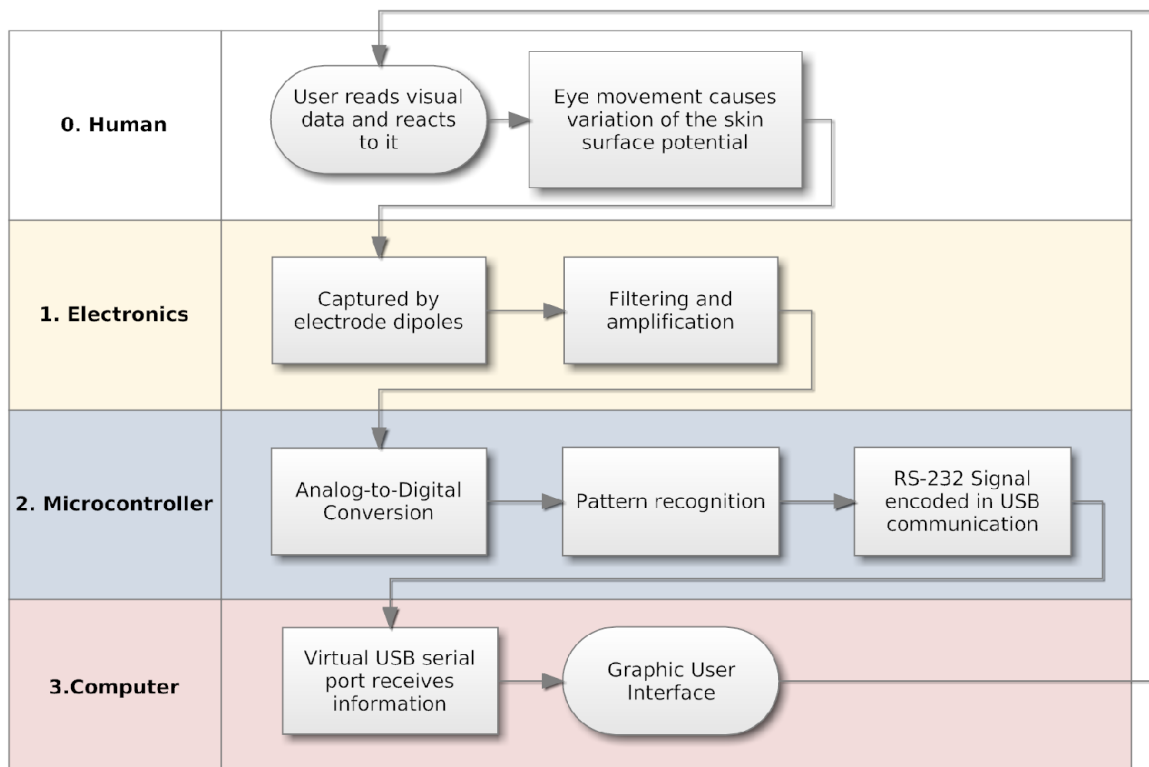 0. Human
User reads visual
data and reacts
to it
Eye movement causes
variation of the skin
surface potential
1. Electronics
Captured by
electrode dipoles
Filtering and
amplification
2. Microcontroller
Analog-to-Digital
Conversion
Pattern recognition
RS-232 Signal
encoded in USB
communication
3.Computer
Virtual USB serial
port receives
information
Graphic User
Interface